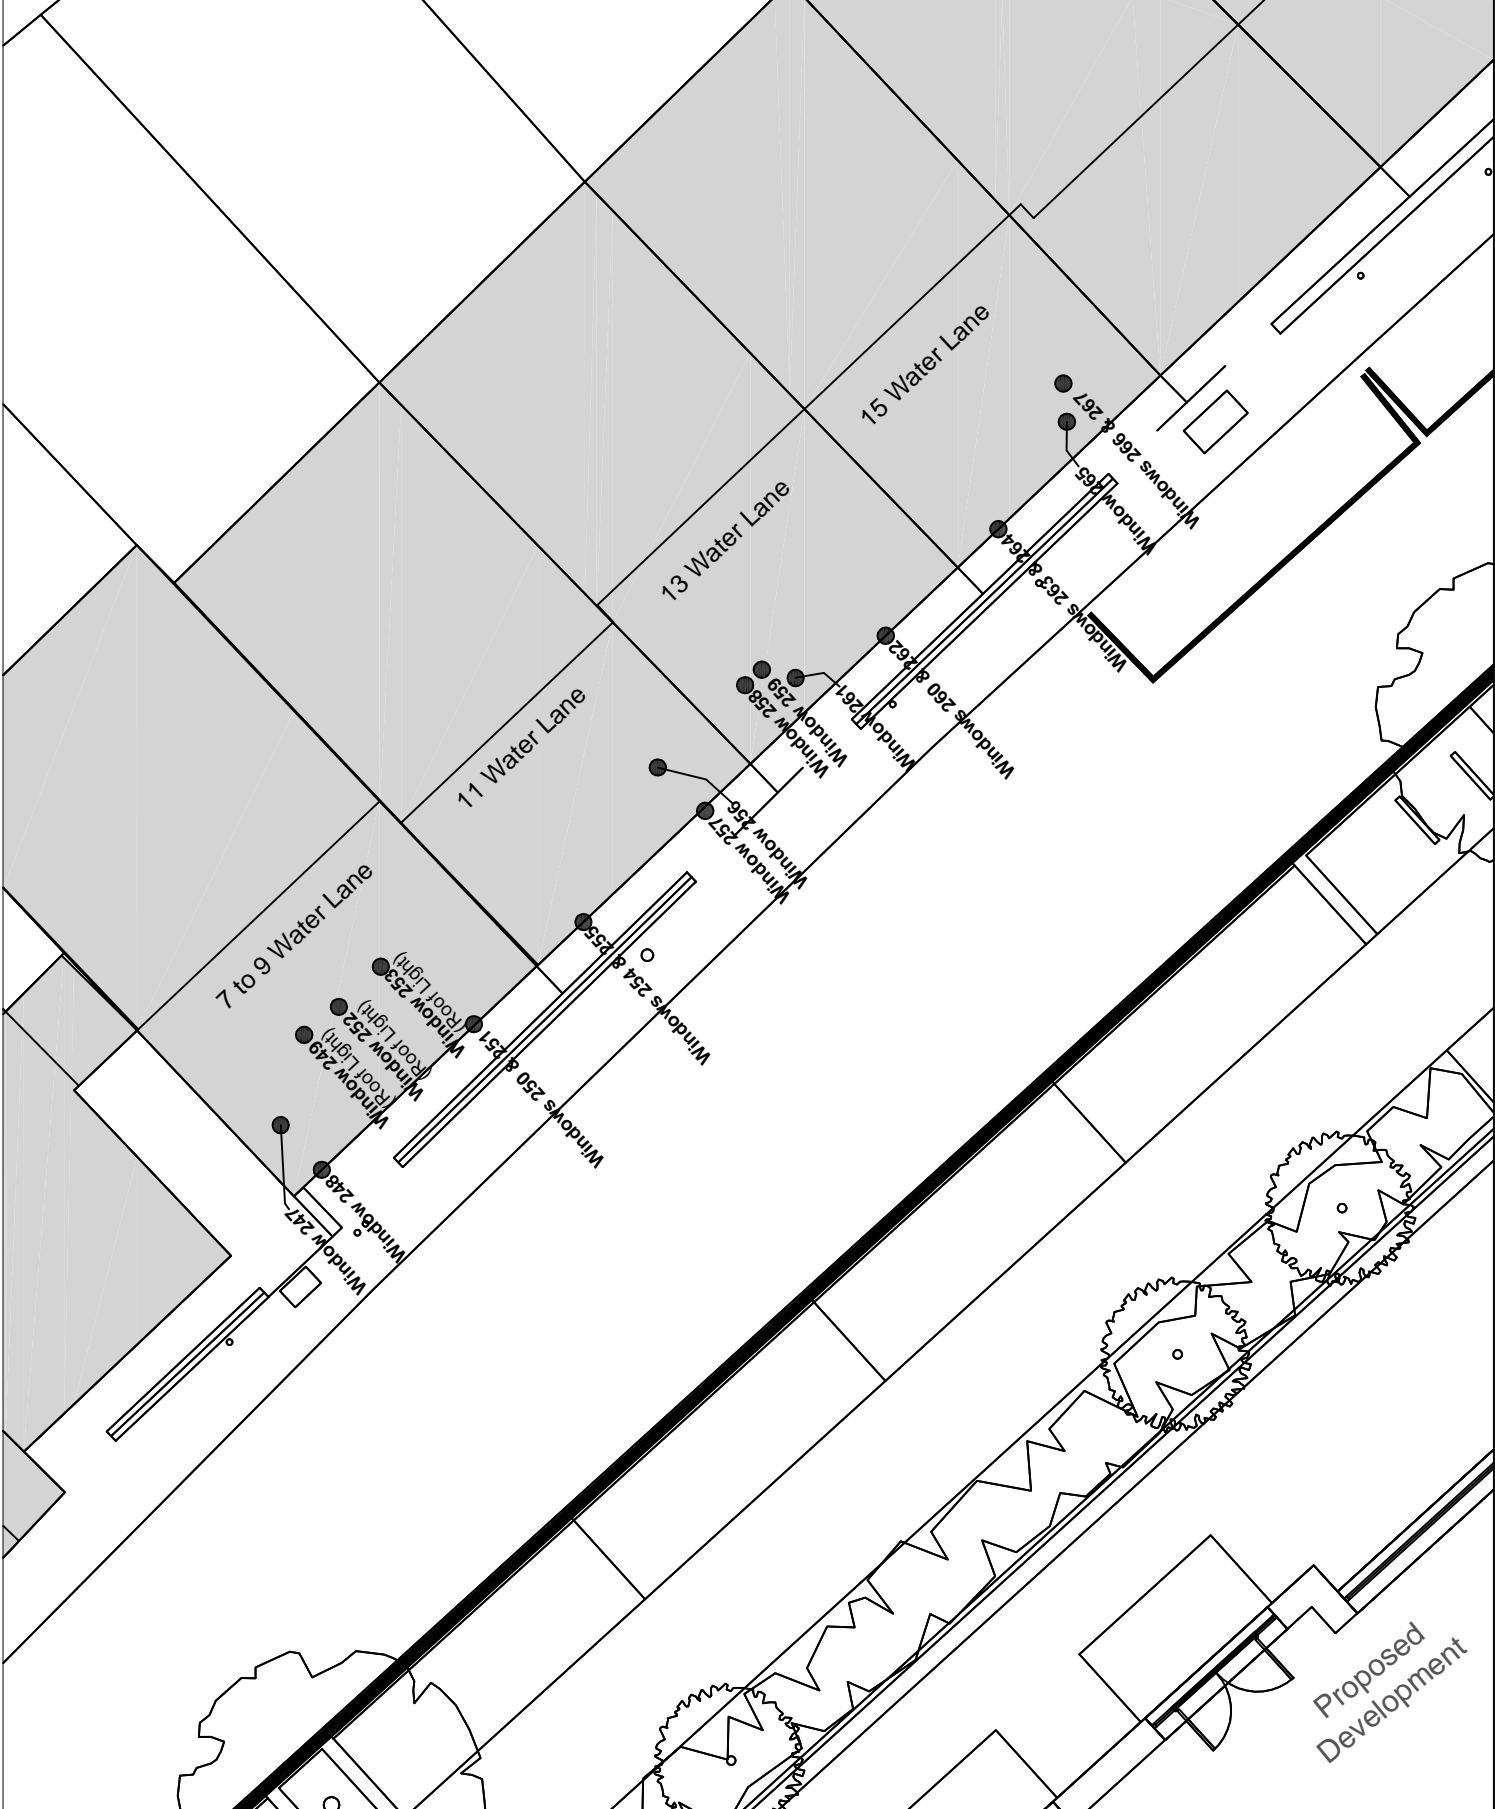 15 Water Lane
Windows 266 & 267
Window 265
Windows 263 & 264
13 Water Lane
Windows 260 & 262
Window 261
Window 259
Window 258
11 Water Lane
Window 256
Window 257
Windows 254 & 255
7 to 9 Water Lane
Window 253
(Roof Light)
Window 252
(Roof Light)
Window 249
(Roof Light)
Windows 250 & 251
Window 248
Window 247
Proposed
Development